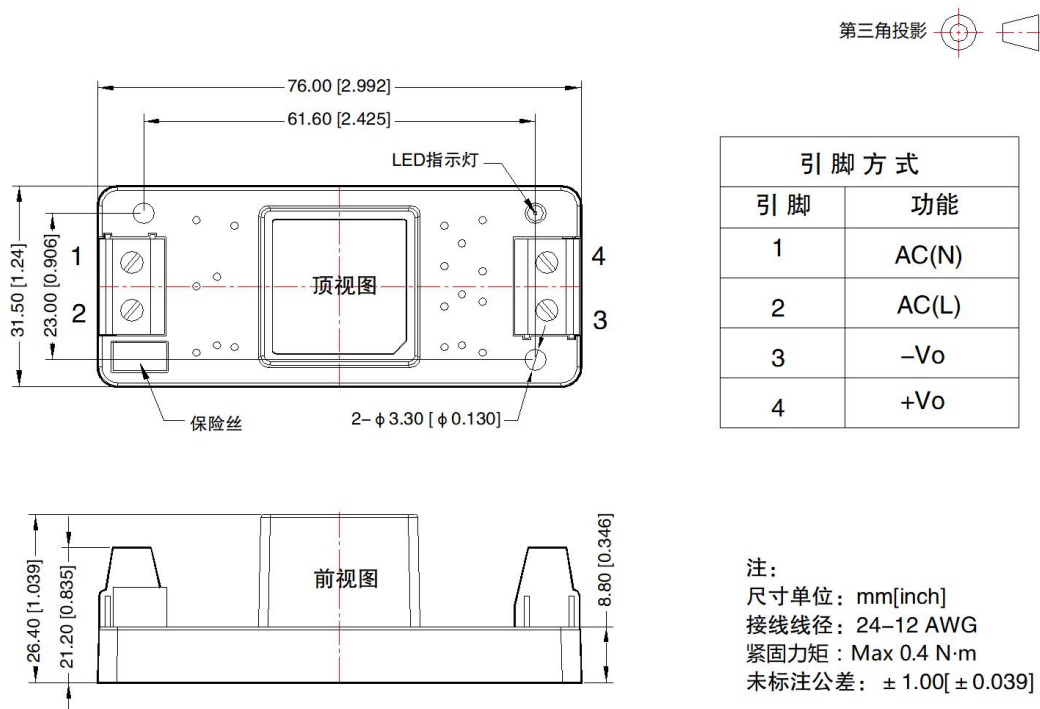 第三角投影
76.00 [2.992]
61.60 [2.425]
LED指示灯
31.50 [1.24]
23.00 [0.906]
1
2
顶视图
4
3
保险丝
2-φ3.30 [φ0.130]
引脚方式
引脚 功能
1 AC(N)
2 AC(L)
3 -Vo
4 +Vo
26.40 [1.039]
21.20 [0.835]
前视图
8.80 [0.346]
注:
尺寸单位:mm[inch]
接线线径:24-12 AWG
紧固力矩:Max 0.4 N·m
未标注公差:±1.00[±0.039]